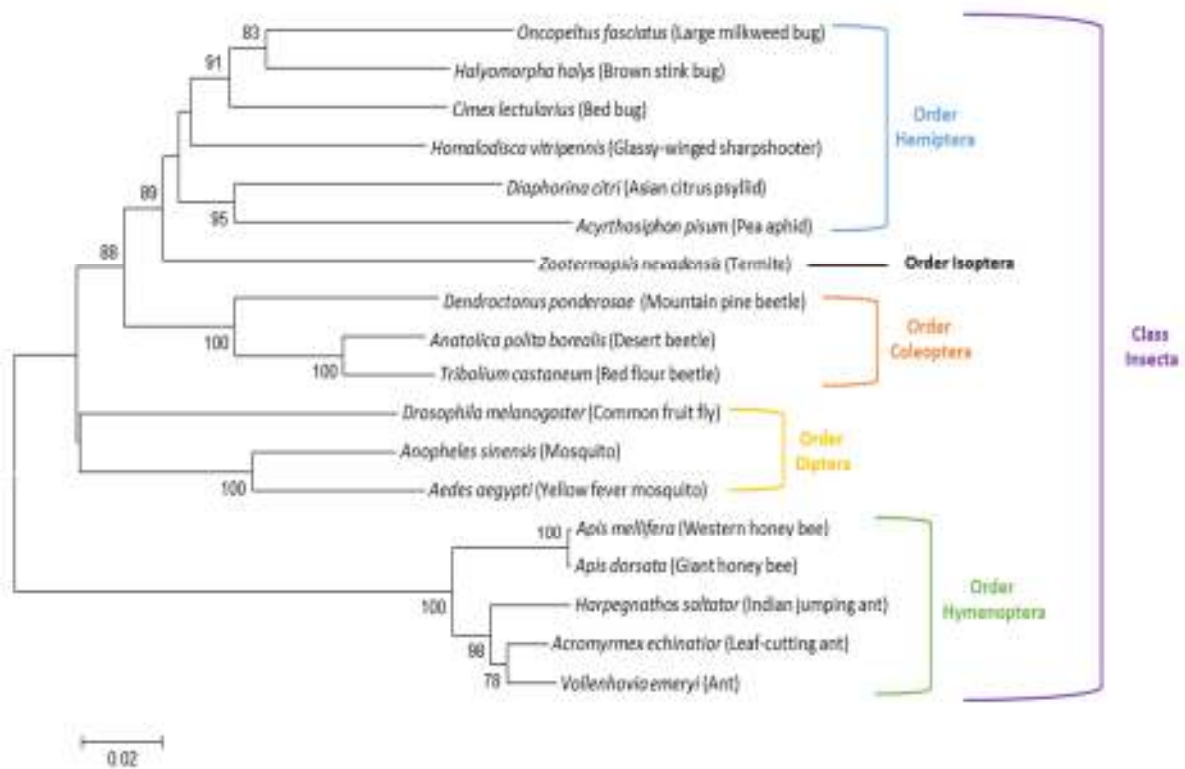 83
Oncopeltus fasciatus (Large milkweed bug)
91
Halyomorpha halys (Brown stink bug)
Cimex lectularius (Bed bug)
Order
Hemiptera
Homalodisca vitripennis (Glassy-winged sharpshooter)
89
Diaphorina citri (Asian citrus psyllid)
95
Acyrthosiphon pisum (Pea aphid)
88
Zootermopsis nevadensis (Termite)
Order Isoptera
Dendroctonus ponderosae (Mountain pine beetle)
100
Anatolica polita borealis (Desert beetle)
Order
Coleoptera
100
Tribolium castaneum (Red flour beetle)
Class
Insecta
Drosophila melanogaster (Common fruit fly)
Order
Diptera
Anopheles sinensis (Mosquito)
100
Aedes aegypti (Yellow fever mosquito)
100
Apis mellifera (Western honey bee)
Apis dorsata (Giant honey bee)
Order
Hymenoptera
100
Harpegnathos saltator (Indian jumping ant)
98
Acromyrmex echinatior (Leaf-cutting ant)
78
Vollenhovia emeryi (Ant)
0.02